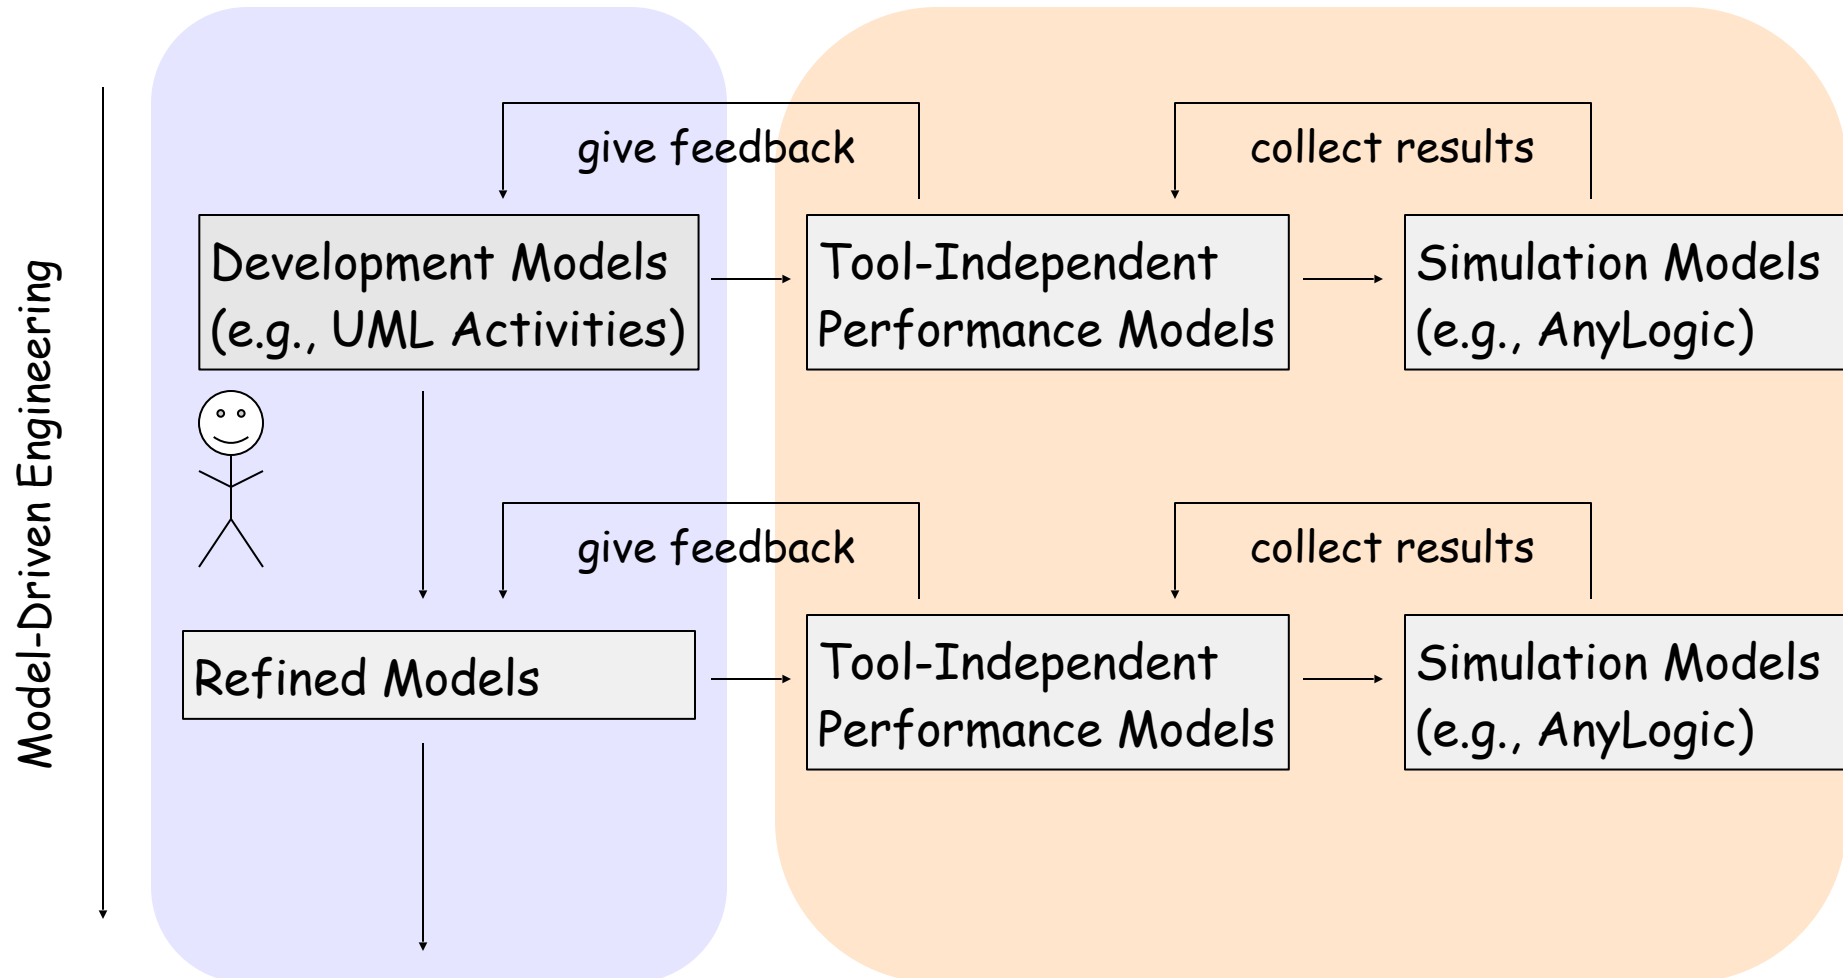 Model-Driven Engineering
give feedback
collect results
Development Models
(e.g., UML Activities)
Tool-Independent
Performance Models
Simulation Models
(e.g., AnyLogic)
give feedback
collect results
Refined Models
Tool-Independent
Performance Models
Simulation Models
(e.g., AnyLogic)